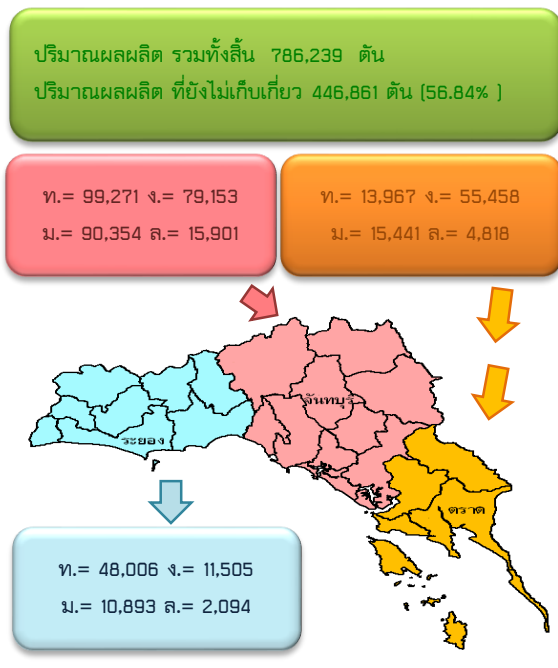 ปริมาณผลผลิต รวมทั้งสิ้น 786,239 ตัน
ปริมาณผลผลิต ที่ยังไม่เก็บเกี่ยว 446,861 ตัน (56.84% )
ท.= 99,271 ง.= 79,153
ม.= 90,354 ล.= 15,901
ท.= 13,967 ง.= 55,458
ม.= 15,441 ล.= 4,818
จันทบุรี
ระยอง
ตราด
ท.= 48,006 ง.= 11,505
ม.= 10,893 ล.= 2,094